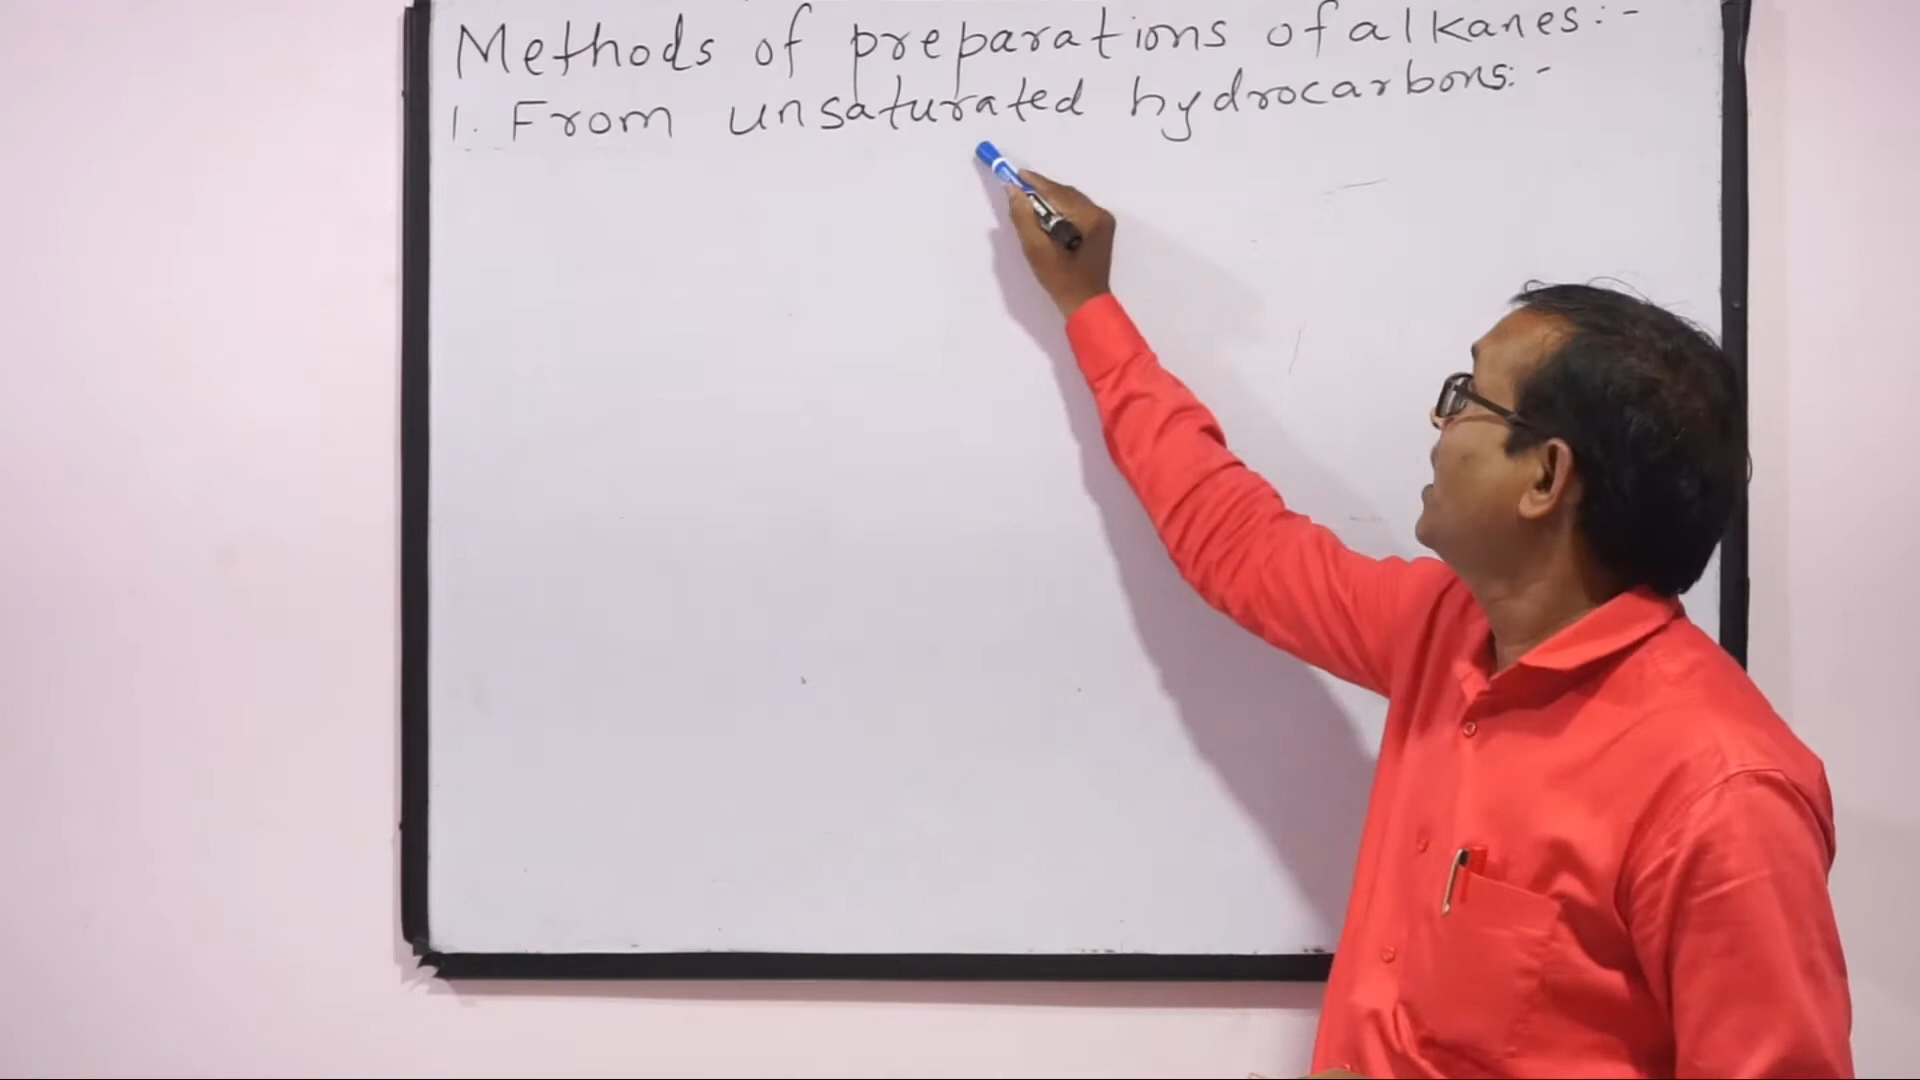 Methods of preparations of alkanes:-
1. From unsaturated hydrocarbons:-